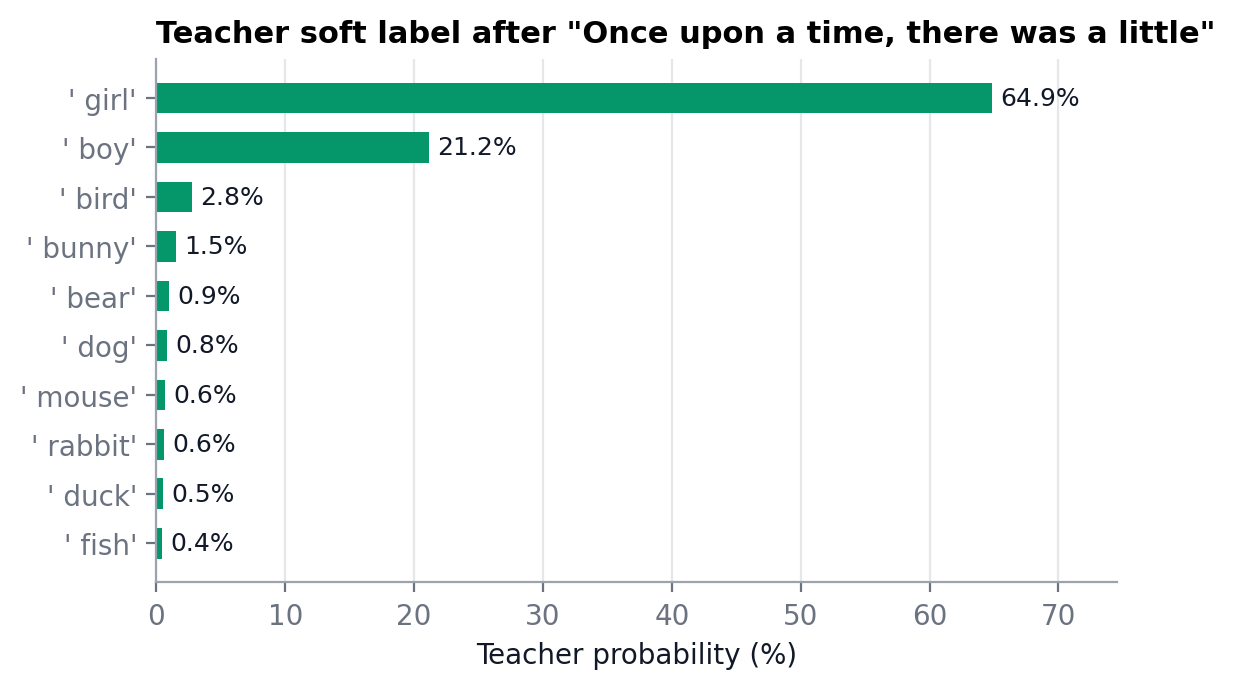 Teacher soft label after "Once upon a time, there was a little"
' girl' 64.9%
' boy' 21.2%
' bird' 2.8%
' bunny' 1.5%
' bear' 0.9%
' dog' 0.8%
' mouse' 0.6%
' rabbit' 0.6%
' duck' 0.5%
' fish' 0.4%
0 10 20 30 40 50 60 70
Teacher probability (%)